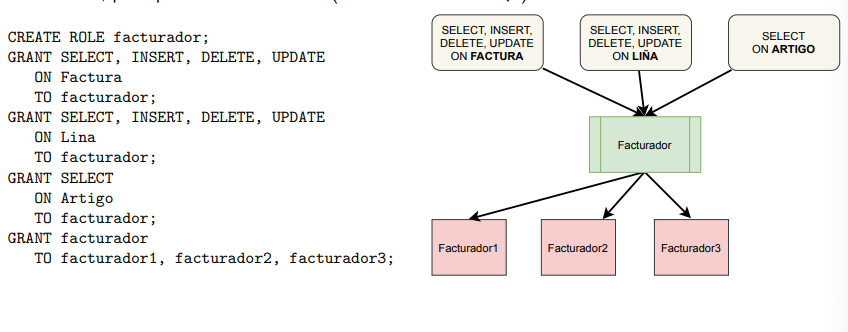 CREATE ROLE facturador;
GRANT SELECT, INSERT, DELETE, UPDATE
ON Factura
TO facturador;
GRANT SELECT, INSERT, DELETE, UPDATE
ON Lina
TO facturador;
GRANT SELECT
ON Artigo
TO facturador;
GRANT facturador
TO facturador1, facturador2, facturador3;
SELECT, INSERT,
DELETE, UPDATE
ON FACTURA
SELECT, INSERT,
DELETE, UPDATE
ON LIÑA
SELECT
ON ARTIGO
Facturador
Facturador1
Facturador2
Facturador3